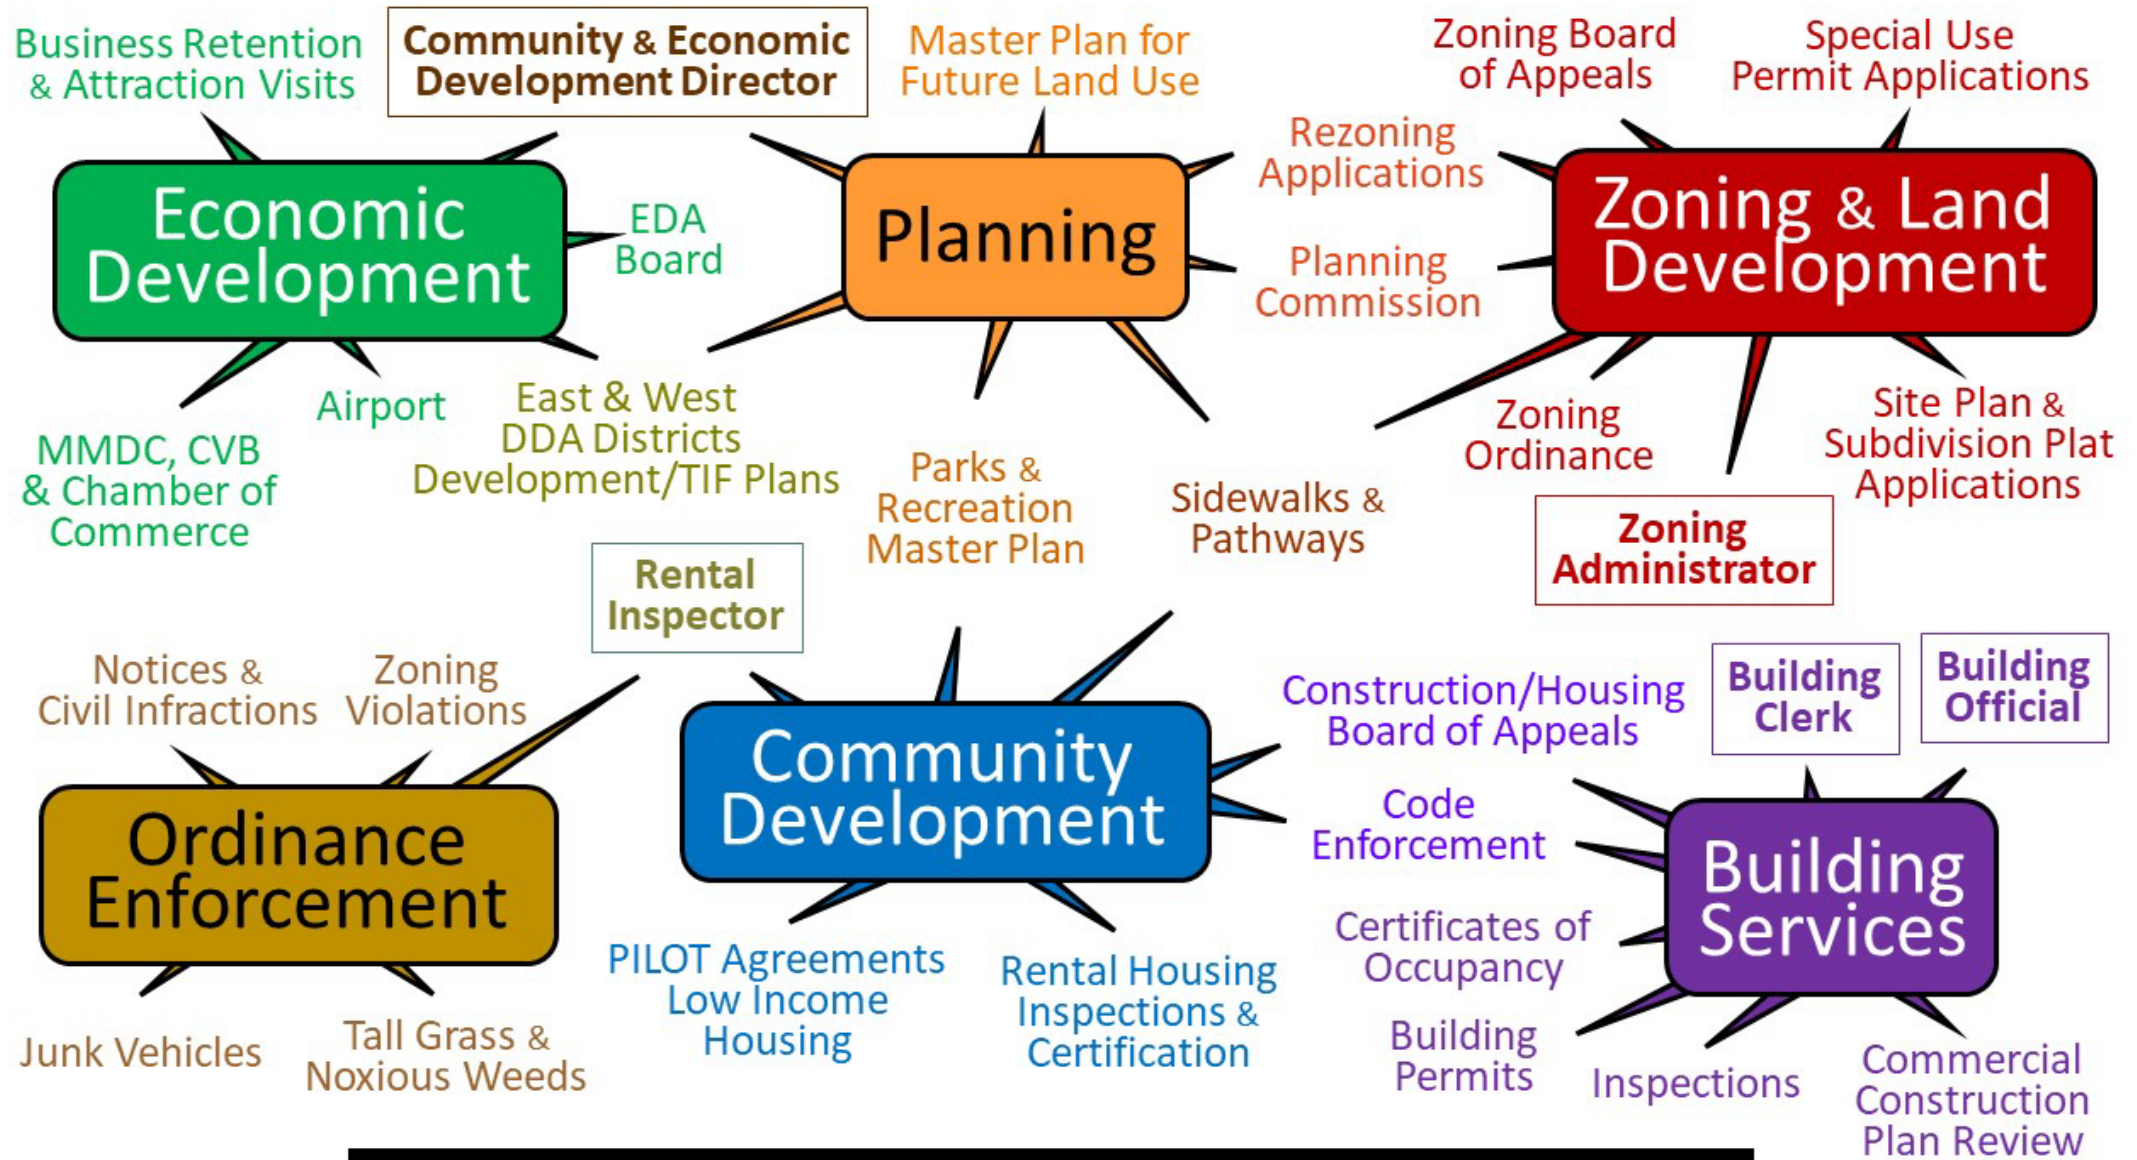 Business Retention
& Attraction Visits
Community & Economic
Development Director
Master Plan for
Future Land Use
Zoning Board
of Appeals
Special Use
Permit Applications
Rezoning
Applications
Economic
Development
EDA
Board
Planning
Planning
Commission
Zoning & Land
Development
MMDC, CVB
& Chamber of
Commerce
Airport
East & West
DDA Districts
Development/TIF Plans
Parks &
Recreation
Master Plan
Sidewalks &
Pathways
Zoning
Ordinance
Zoning
Administrator
Site Plan &
Subdivision Plat
Applications
Rental
Inspector
Notices &
Civil Infractions
Zoning
Violations
Ordinance
Enforcement
Community
Development
Construction/Housing
Board of Appeals
Building
Clerk
Building
Official
Code
Enforcement
Building
Services
Certificates of
Occupancy
Junk Vehicles
Tall Grass &
Noxious Weeds
PILOT Agreements
Low Income
Housing
Rental Housing
Inspections &
Certification
Building
Permits
Inspections
Commercial
Construction
Plan Review